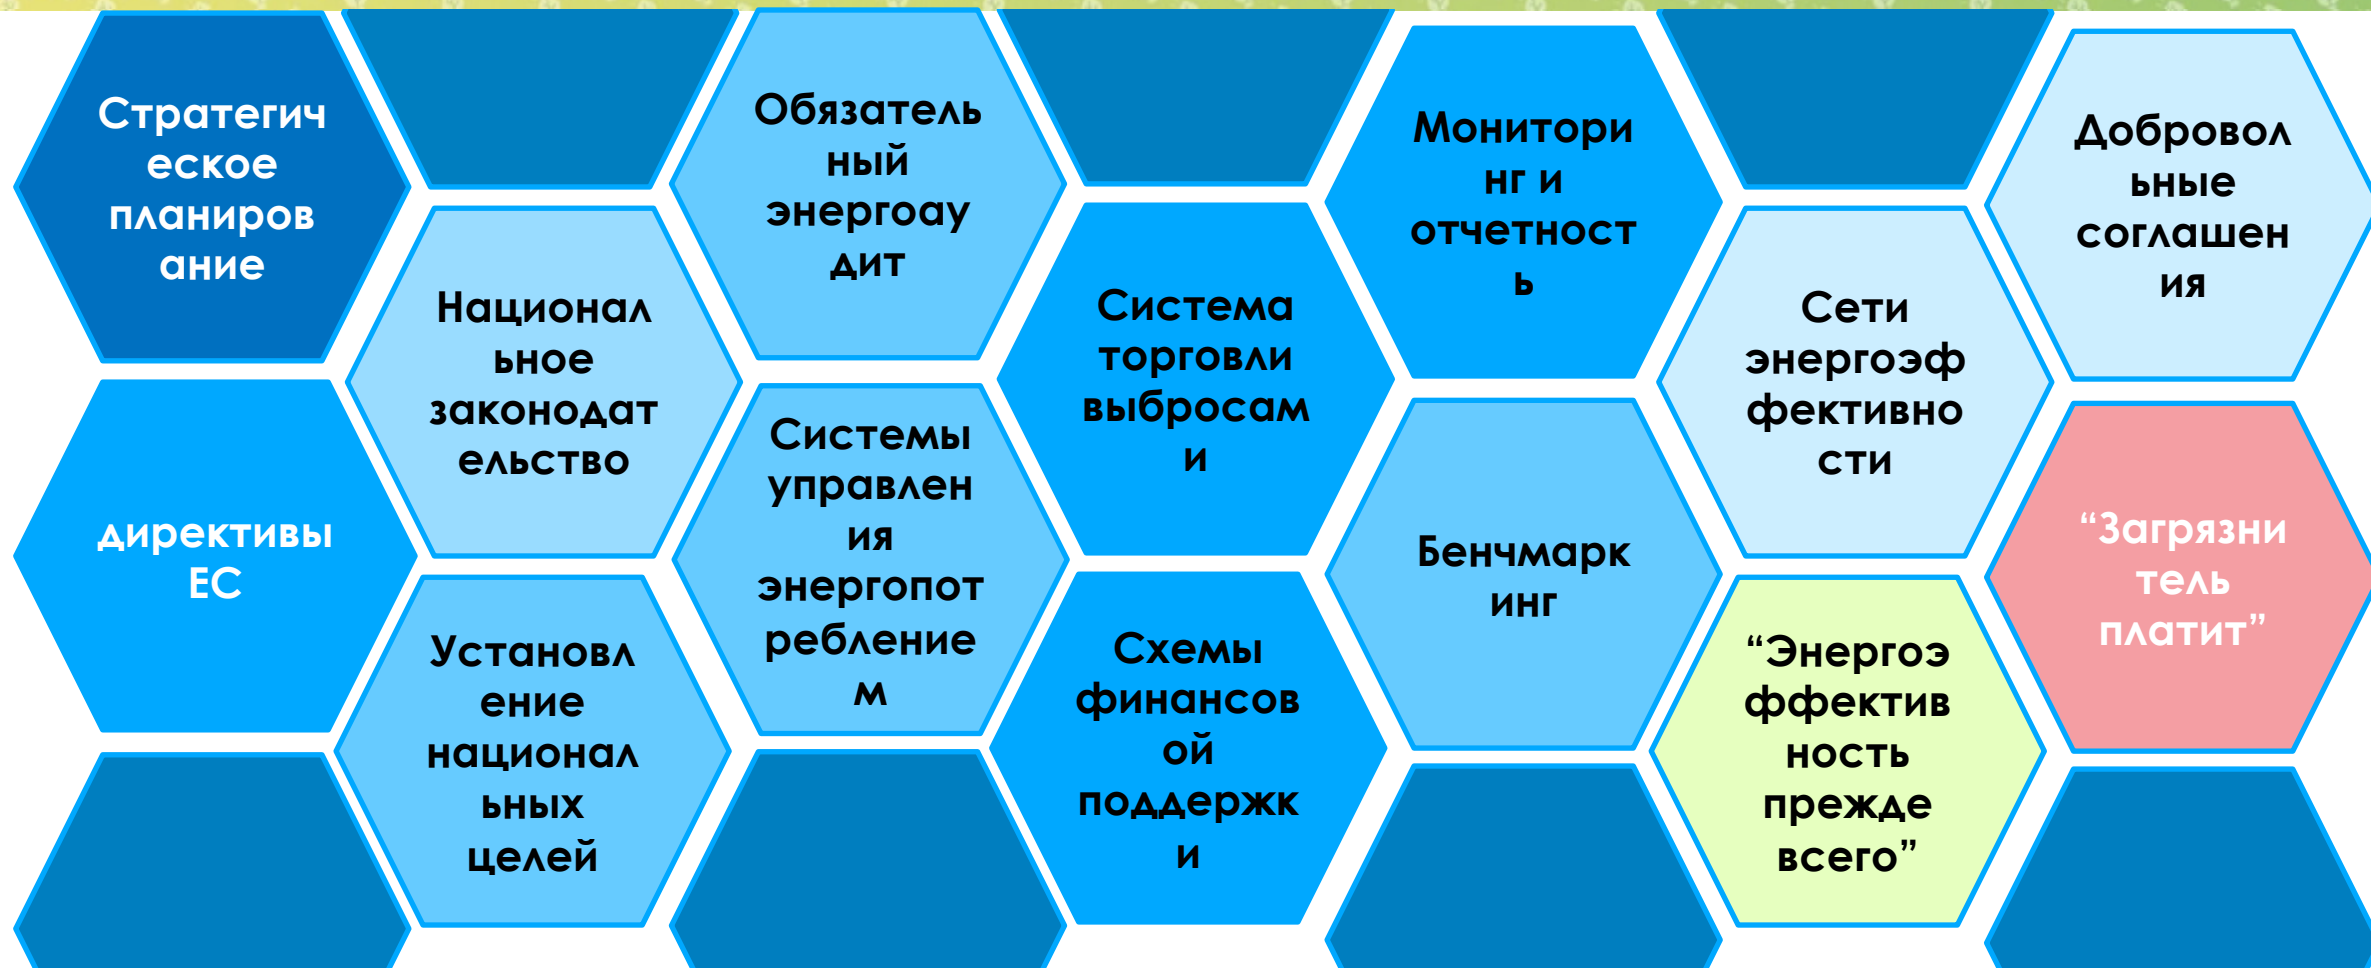 Стратегич
еское
планиров
ание
директивы
ЕС
Национал
ьное
законодат
ельство
Установл
ение
национал
ьных
целей
Обязатель
ный
энергоау
дит
Системы
управлен
ия
энергопот
ребление
м
Система
торговли
выбросам
и
Схемы
финансов
ой
поддержк
и
Монитори
нг и
отчетност
ь
Бенчмарк
инг
Сети
энергоэф
фективно
сти
“Энергоэ
ффектив
ность
прежде
всего”
Добровол
ьные
соглашен
ия
“Загрязни
тель
платит”